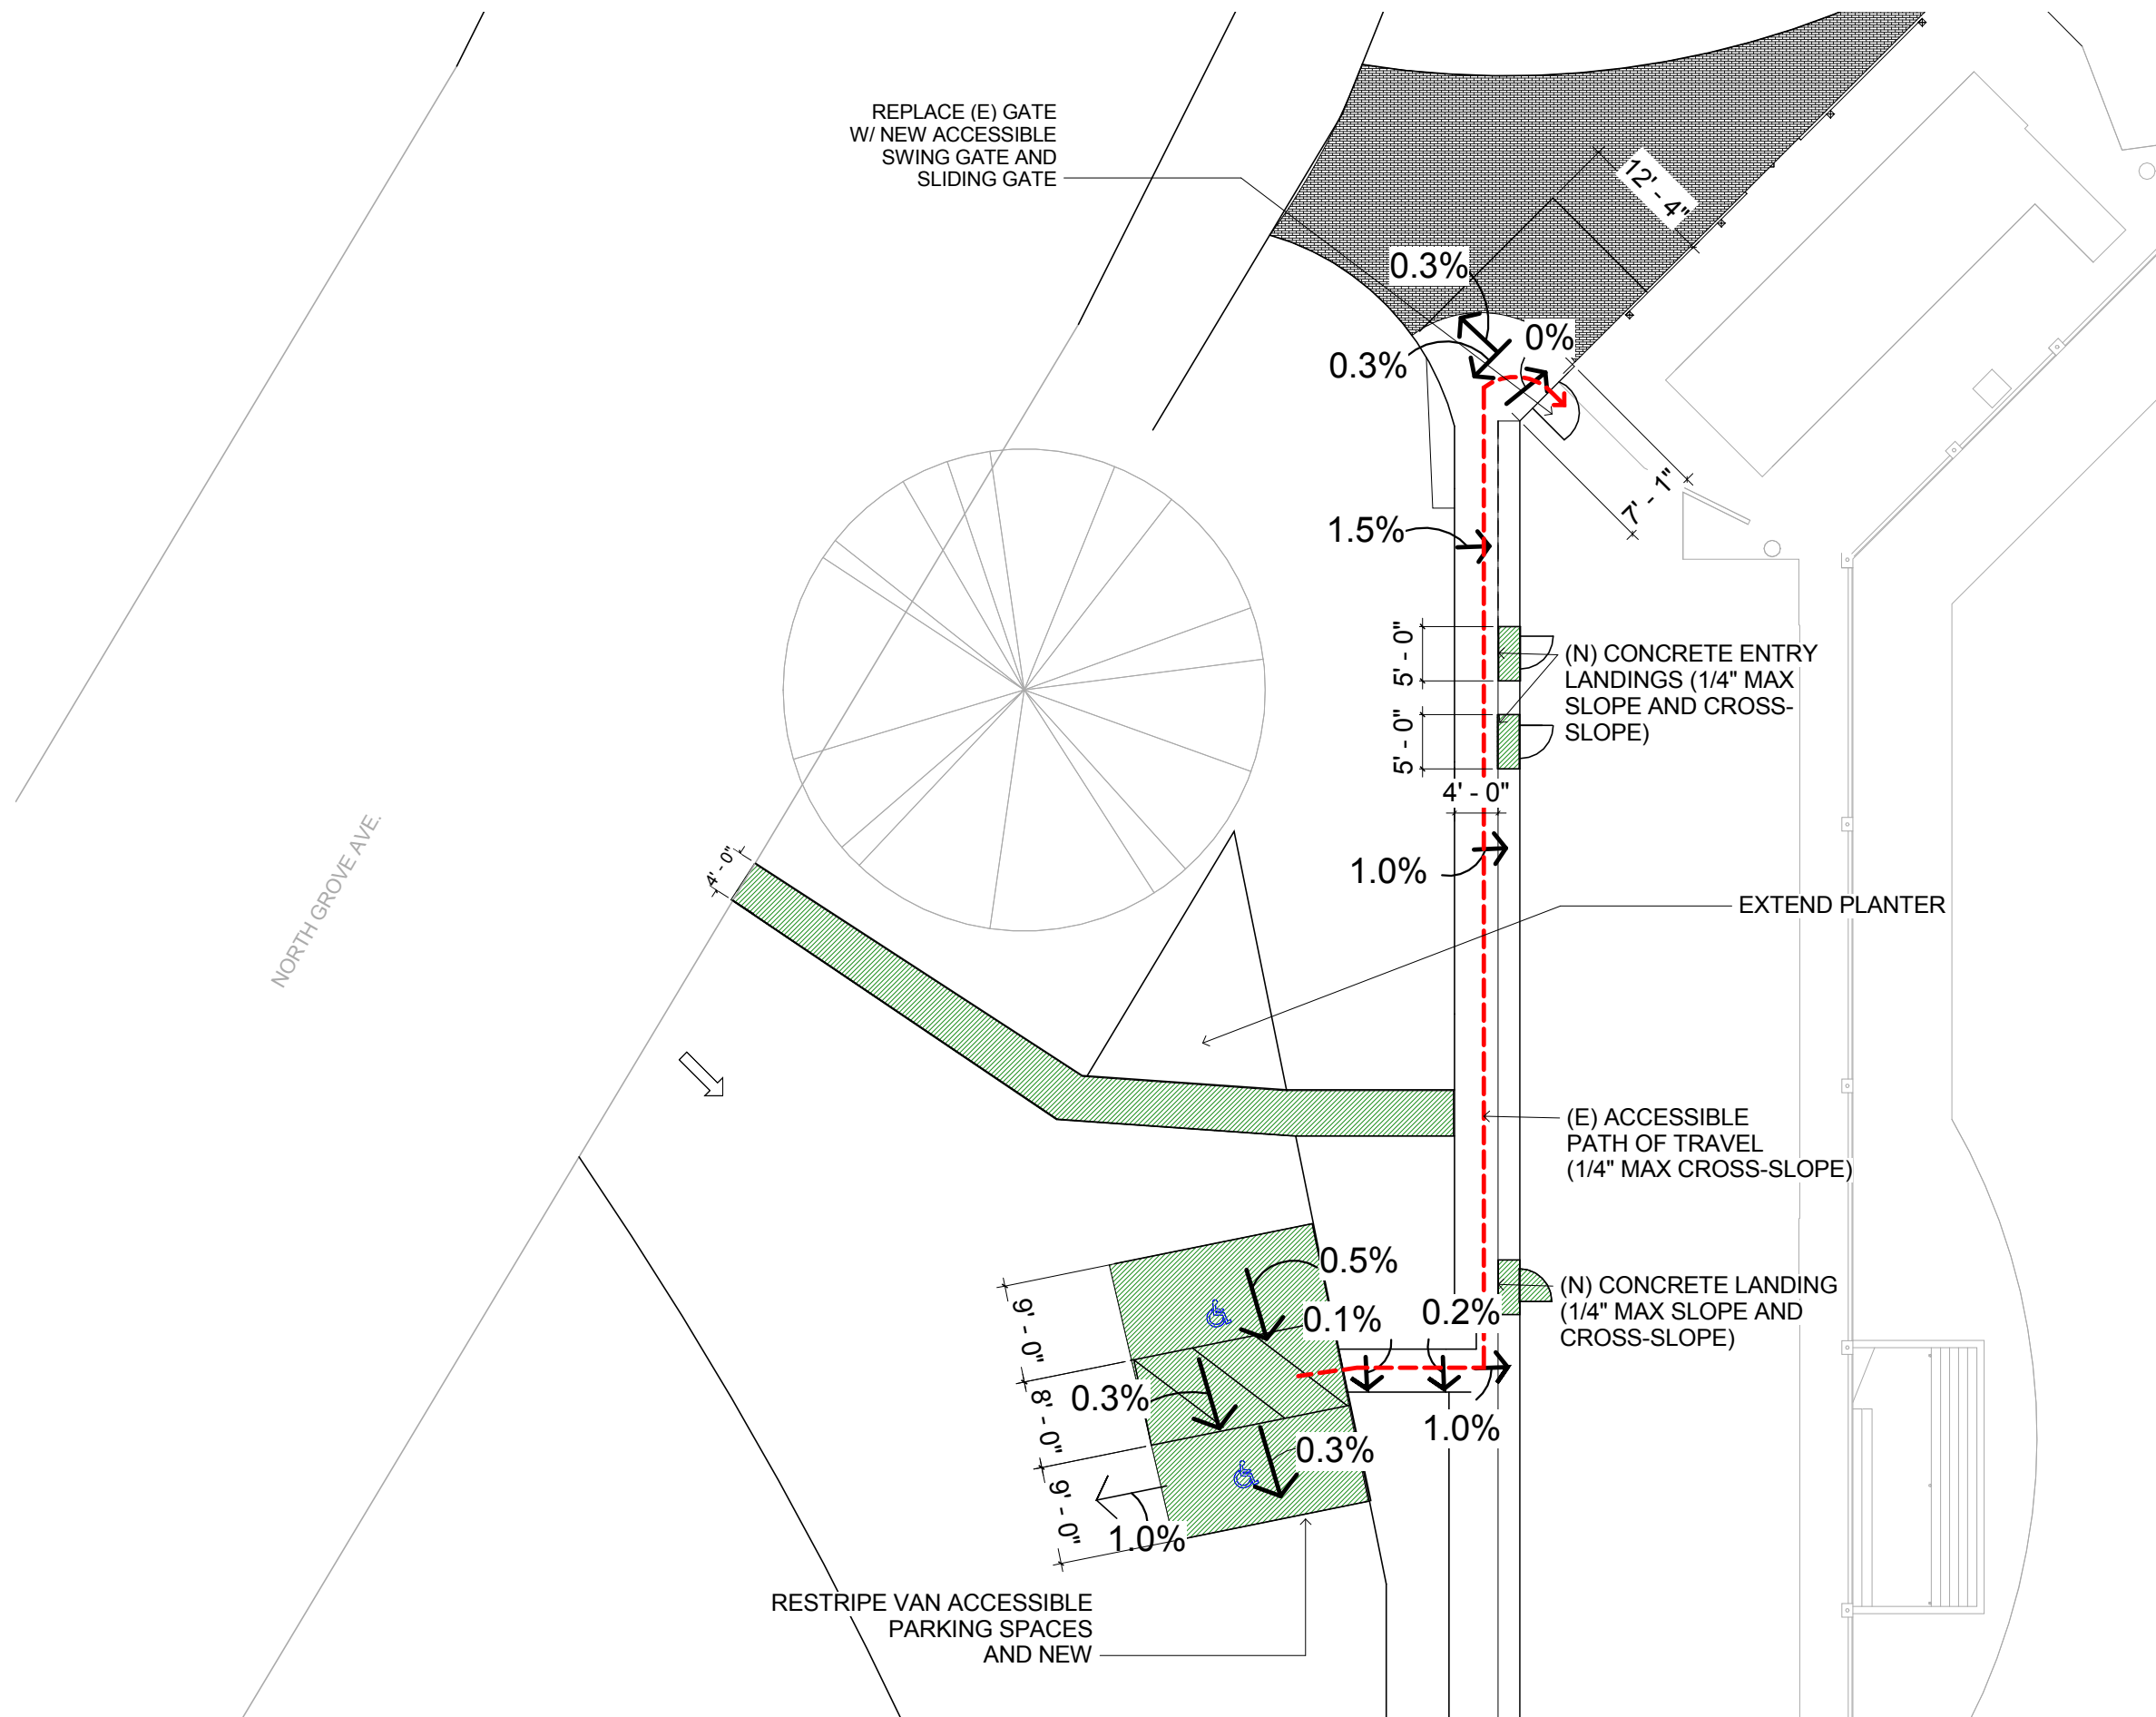 REPLACE (E) GATE
W/ NEW ACCESSIBLE
SWING GATE AND
SLIDING GATE
12' - 4"
0.3%
0%
0.3%
7' - 1"
1.5%
5' - 0"
(N) CONCRETE ENTRY
LANDINGS (1/4" MAX
SLOPE AND CROSS-
SLOPE)
5' - 0"
4' - 0"
1.0%
4' - 0"
NORTH GROVE AVE.
EXTEND PLANTER
(E) ACCESSIBLE
PATH OF TRAVEL
(1/4" MAX CROSS-SLOPE)
0.5%
(N) CONCRETE LANDING
(1/4" MAX SLOPE AND
CROSS-SLOPE)
0.1%
0.2%
9' - 0"
0.3%
8' - 0"
1.0%
0.3%
9' - 0"
1.0%
RESTRIPE VAN ACCESSIBLE
PARKING SPACES
AND NEW